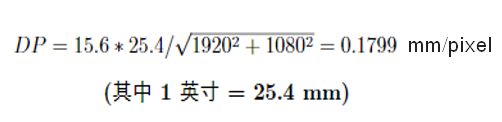 DP = 15.6 * 25.4/√(1920² + 1080²) = 0.1799 mm/pixel
(其中 1 英寸 = 25.4 mm)